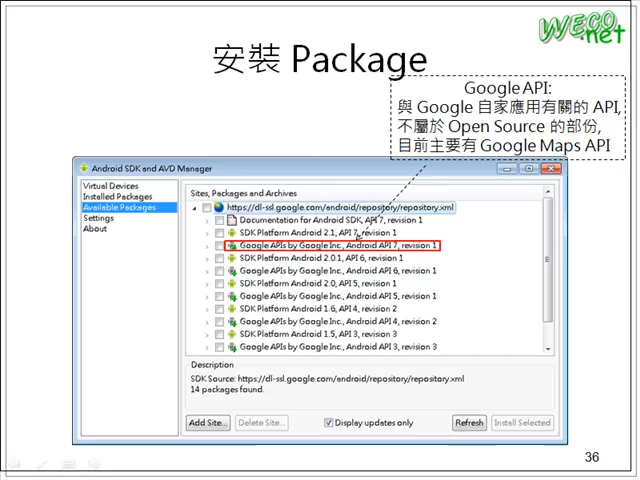 WECO.net
安裝 Package
Google API:
與 Google 自家應用有關的 API,
不屬於 Open Source 的部份,
目前主要有 Google Maps API
Android SDK and AVD Manager
Virtual Devices
Installed Packages
Available Packages
Settings
About
Sites, Packages and Archives
https://dl-ssl.google.com/android/repository/repository.xml
Documentation for Android SDK, API 7, revision 1
SDK Platform Android 2.1, API 7, revision 1
Google APIs by Google Inc., Android API 7, revision 1
SDK Platform Android 2.0.1, API 6, revision 1
Google APIs by Google Inc., Android API 6, revision 1
SDK Platform Android 2.0, API 5, revision 1
Google APIs by Google Inc., Android API 5, revision 1
SDK Platform Android 1.6, API 4, revision 2
Google APIs by Google Inc., Android API 4, revision 2
SDK Platform Android 1.5, API 3, revision 3
Google APIs by Google Inc., Android API 3, revision 3
Description
SDK Source: https://dl-ssl.google.com/android/repository/repository.xml
14 packages found.
Add Site... Delete Site... Display updates only Refresh Install Selected
36